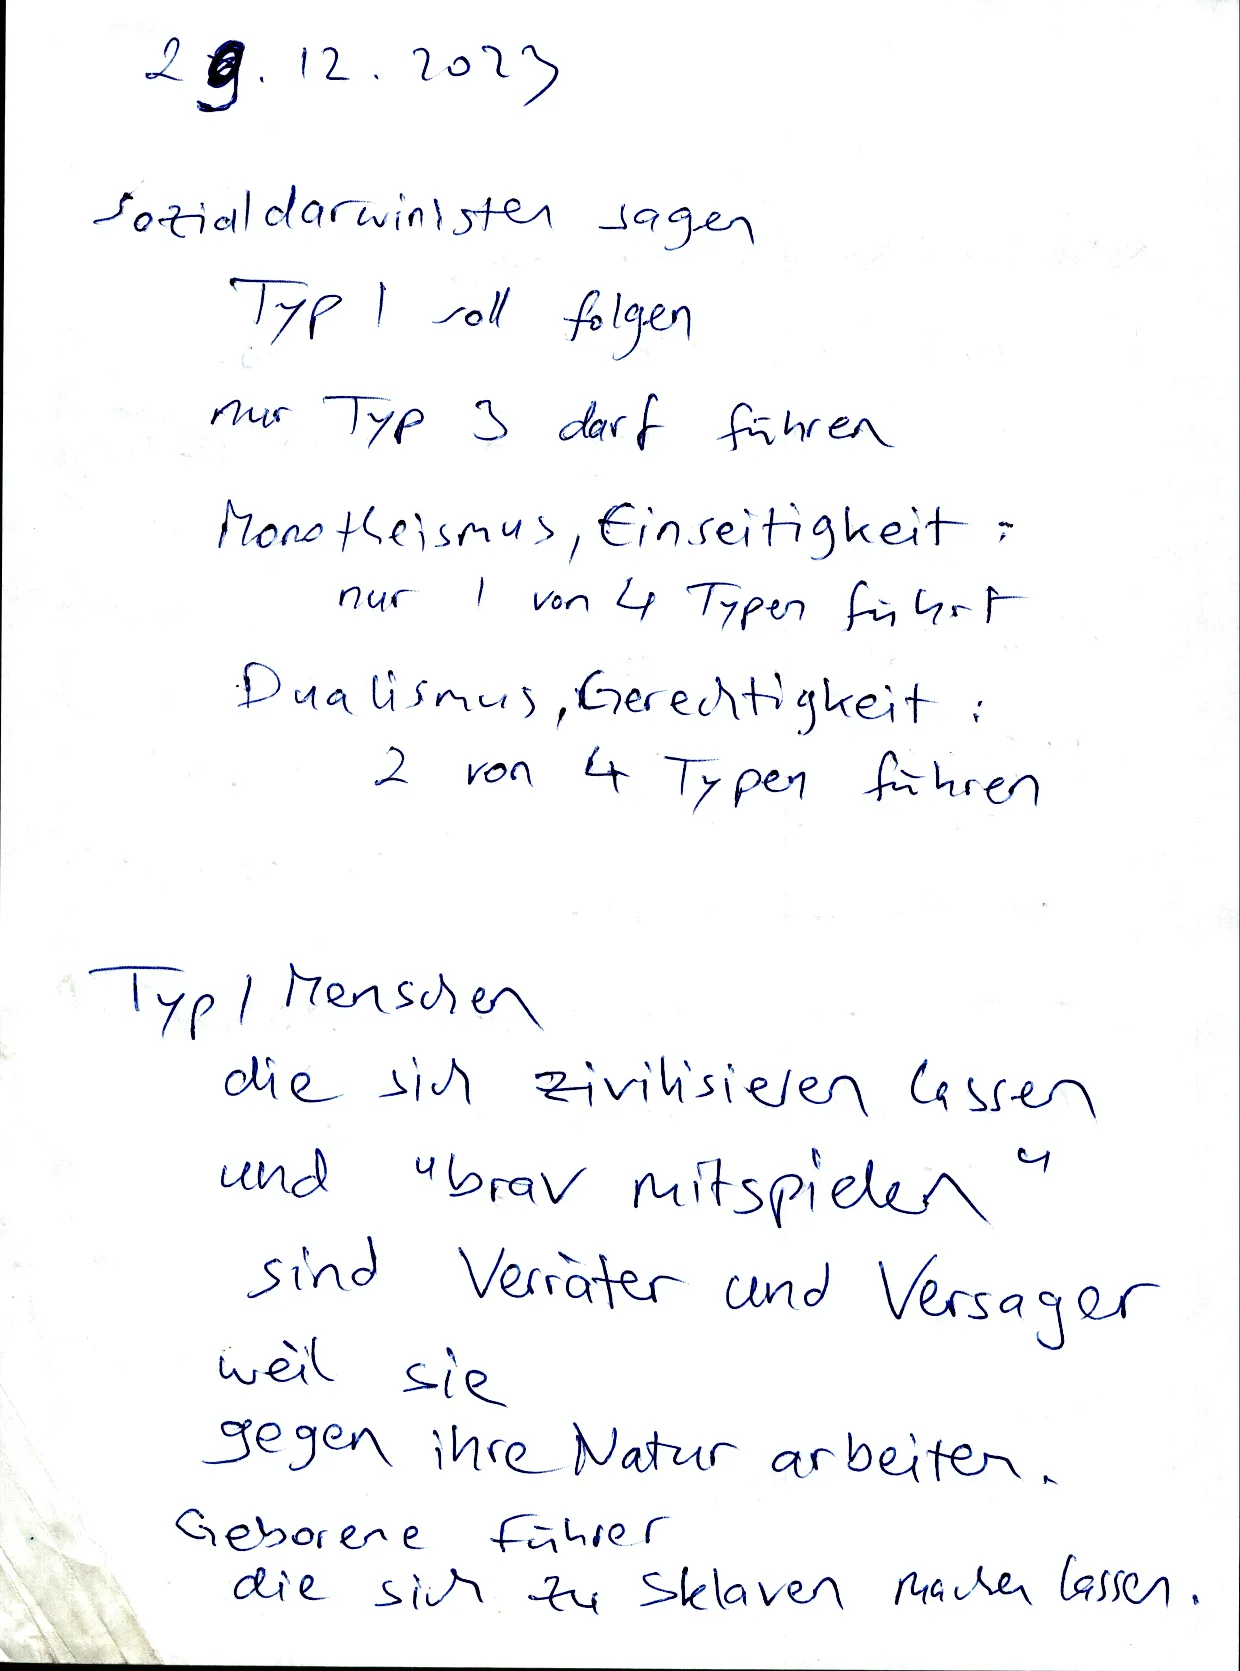 29.12.2023
Sozialdarwinisten sagen
Typ 1 soll folgen
nur Typ 3 darf führen
Monotheismus, Einseitigkeit:
nur 1 von 4 Typen führt
Dualismus, Gerechtigkeit:
2 von 4 Typen führen
Typ 1 Menschen
die sich zivilisieren lassen
und "brav mitspielen"
sind Verräter und Versager
weil sie
gegen ihre Natur arbeiten.
Geborene Führer
die sich zu Sklaven machen lassen.